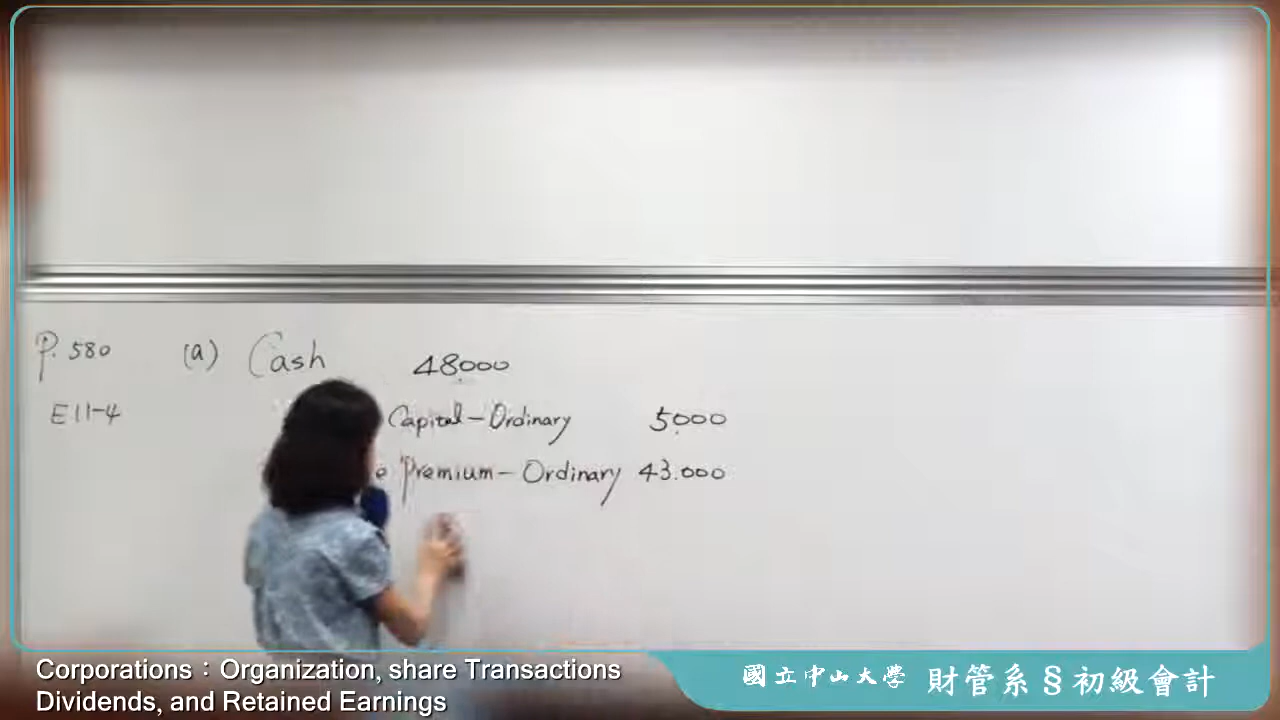 P. 580 (a) Cash 48000
E11-4 Capital-Ordinary 5000
Premium- Ordinary 43.000
Corporations：Organization, share Transactions
Dividends, and Retained Earnings
國立中山大學 財管系§初級會計